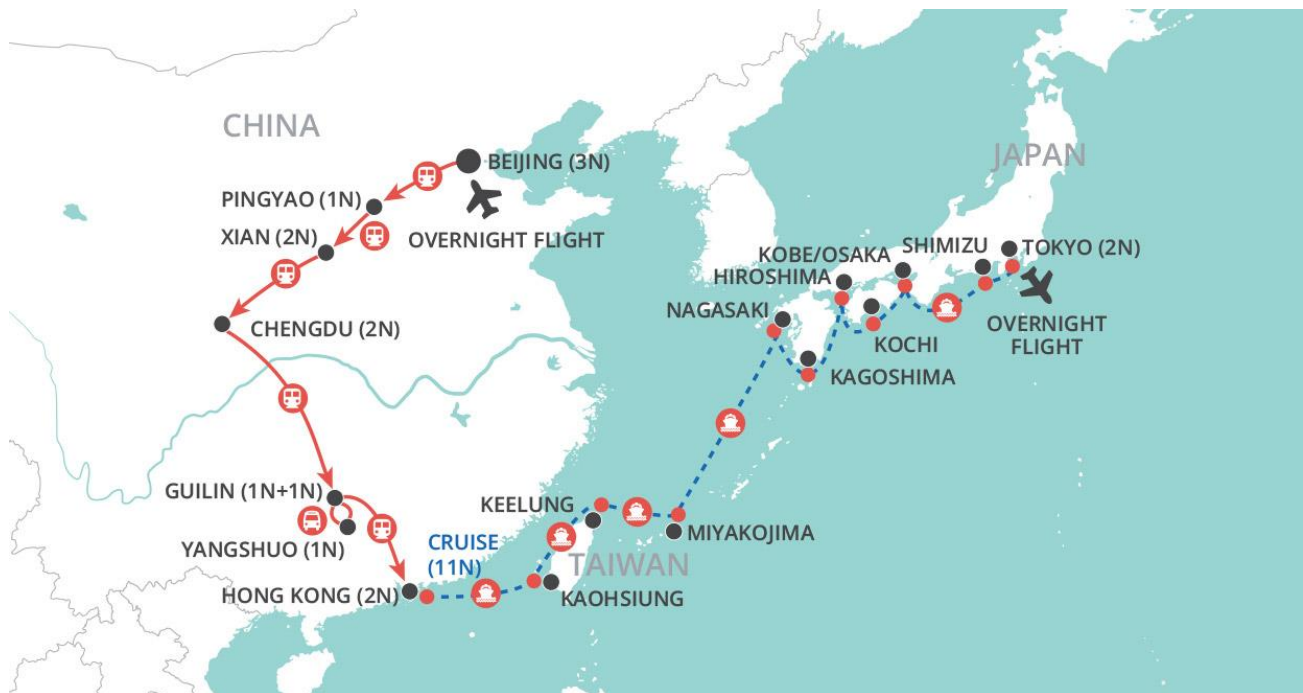 CHINA
JAPAN
BEIJING (3N)
PINGYAO (1N)
OVERNIGHT FLIGHT
XIAN (2N)
CHENGDU (2N)
KOBE/OSAKA
SHIMIZU
TOKYO (2N)
HIROSHIMA
NAGASAKI
OVERNIGHT
FLIGHT
KOCHI
KAGOSHIMA
GUILIN (1N+1N)
YANGSHUO (1N)
HONG KONG (2N)
CRUISE
(11N)
KEELUNG
MIYAKOJIMA
TAIWAN
KAOHSIUNG